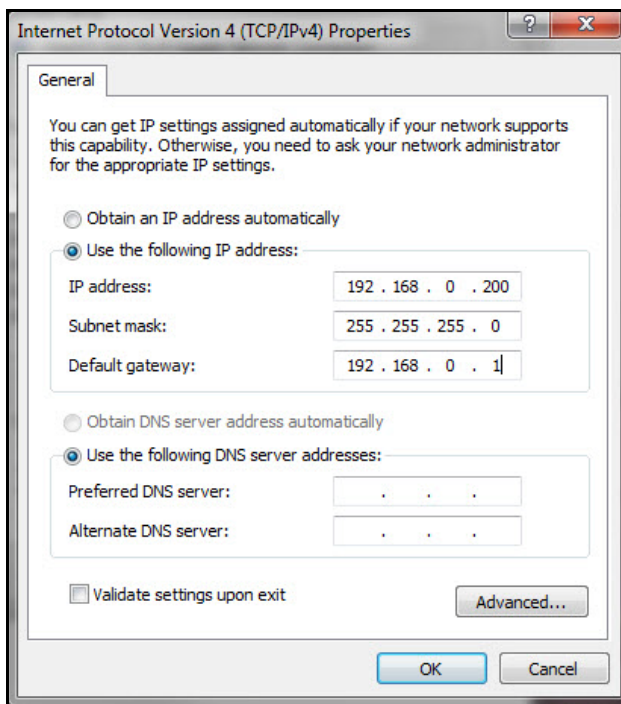 Internet Protocol Version 4 (TCP/IPv4) Properties
?
X
General
You can get IP settings assigned automatically if your network supports
this capability. Otherwise, you need to ask your network administrator
for the appropriate IP settings.
Obtain an IP address automatically
Use the following IP address:
IP address: 192 . 168 . 0 . 200
Subnet mask: 255 . 255 . 255 . 0
Default gateway: 192 . 168 . 0 . 1
Obtain DNS server address automatically
Use the following DNS server addresses:
Preferred DNS server: . . .
Alternate DNS server: . . .
Validate settings upon exit
Advanced...
OK Cancel